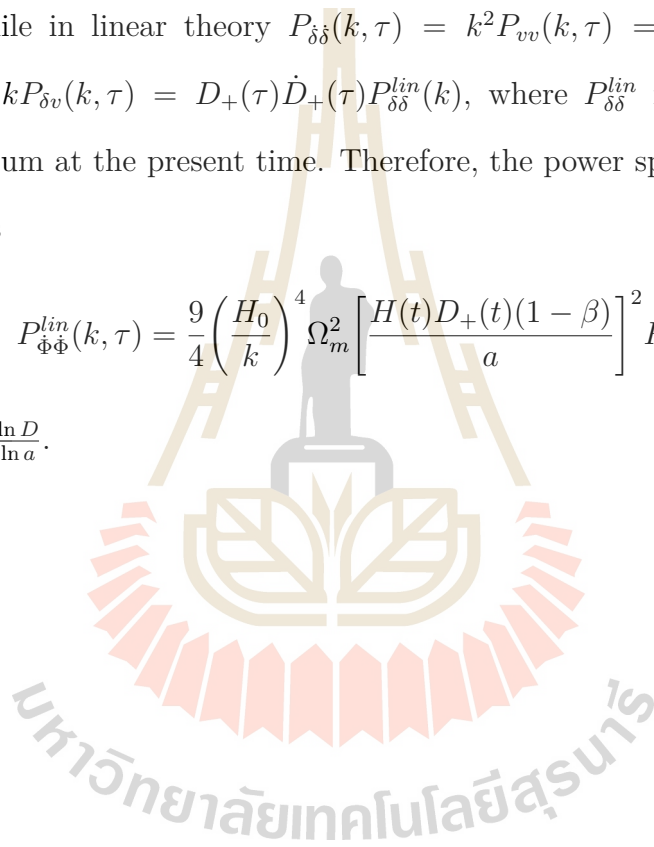 ile in linear theory $P_{\dot{\delta}\dot{\delta}}(k, \tau) = k^2 P_{vv}(k, \tau) =$
$kP_{\delta v}(k, \tau) = D_+(\tau)\dot{D}_+(\tau)P^{lin}_{\delta\delta}(k)$, where $P^{lin}_{\delta\delta}$
um at the present time. Therefore, the power sp
$P^{lin}_{\dot{\Phi}\dot{\Phi}}(k, \tau) = \frac{9}{4}\left(\frac{H_0}{k}\right)^4 \Omega_m^2 \left[\frac{H(t)D_+(t)(1-\beta)}{a}\right]^2$
$\frac{\ln D}{\ln a}$.
มหาวิทยาลัยเทคโนโลยีสุรนารี